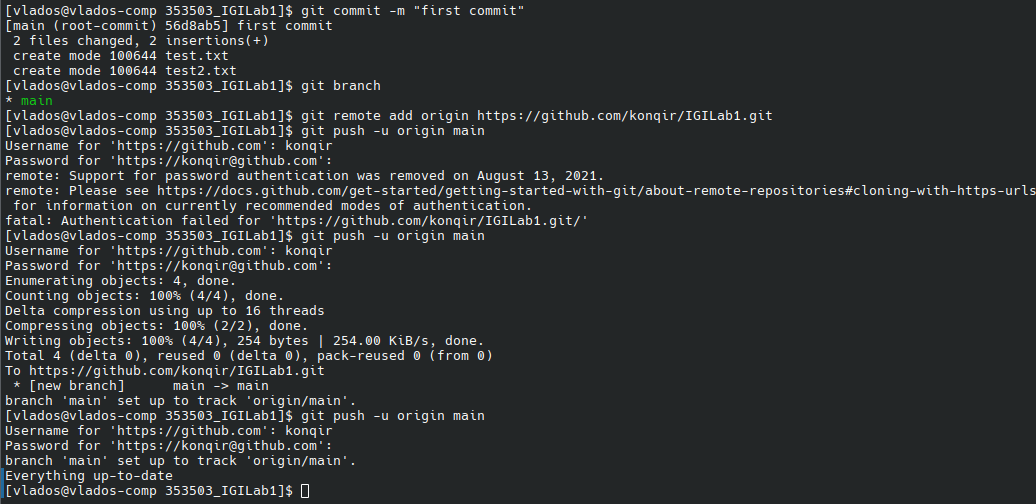 [vlados@vlados-comp 353503_IGILab1]$ git commit -m "first commit"
[main (root-commit) 56d8ab5] first commit
 2 files changed, 2 insertions(+)
 create mode 100644 test.txt
 create mode 100644 test2.txt
[vlados@vlados-comp 353503_IGILab1]$ git branch
* main
[vlados@vlados-comp 353503_IGILab1]$ git remote add origin https://github.com/konqir/IGILab1.git
[vlados@vlados-comp 353503_IGILab1]$ git push -u origin main
Username for 'https://github.com': konqir
Password for 'https://konqir@github.com':
remote: Support for password authentication was removed on August 13, 2021.
remote: Please see https://docs.github.com/get-started/getting-started-with-git/about-remote-repositories#cloning-with-https-urls
 for information on currently recommended modes of authentication.
fatal: Authentication failed for 'https://github.com/konqir/IGILab1.git/'
[vlados@vlados-comp 353503_IGILab1]$ git push -u origin main
Username for 'https://github.com': konqir
Password for 'https://konqir@github.com':
Enumerating objects: 4, done.
Counting objects: 100% (4/4), done.
Delta compression using up to 16 threads
Compressing objects: 100% (2/2), done.
Writing objects: 100% (4/4), 254 bytes | 254.00 KiB/s, done.
Total 4 (delta 0), reused 0 (delta 0), pack-reused 0 (from 0)
To https://github.com/konqir/IGILab1.git
 * [new branch]      main -> main
branch 'main' set up to track 'origin/main'.
[vlados@vlados-comp 353503_IGILab1]$ git push -u origin main
Username for 'https://github.com': konqir
Password for 'https://konqir@github.com':
branch 'main' set up to track 'origin/main'.
Everything up-to-date
[vlados@vlados-comp 353503_IGILab1]$